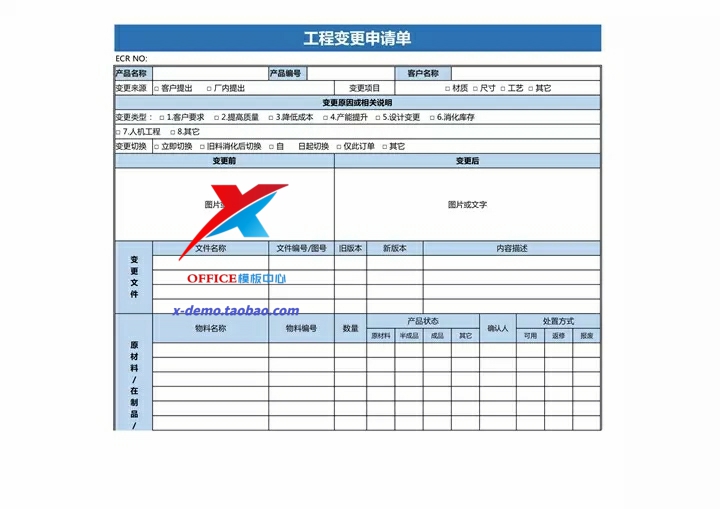 工程变更申请单
ECR NO:
产品名称 产品编号 客户名称
变更来源 □ 客户提出 □ 厂内提出 变更项目 □ 材质 □ 尺寸 □ 工艺 □ 其它
变更原因或相关说明
变更类型： □ 1.客户要求 □ 2.提高质量 □ 3.降低成本 □ 4.产能提升 □ 5.设计变更 □ 6.消化库存
□ 7.人机工程 □ 8.其它
变更切换 □ 立即切换 □ 旧料消化后切换 □ 自 日起切换 □ 仅此订单 □ 其它
变更前 变更后
图片或 图片或文字
变更文件 文件名称 文件编号/图号 旧版本 新版本 内容描述
OFFICE模板中心
x-demo.taobao.com
原材料/在制品/ 物料名称 物料编号 数量 产品状态 确认人 处置方式
原材料 半成品 成品 其它 可用 返修 报废